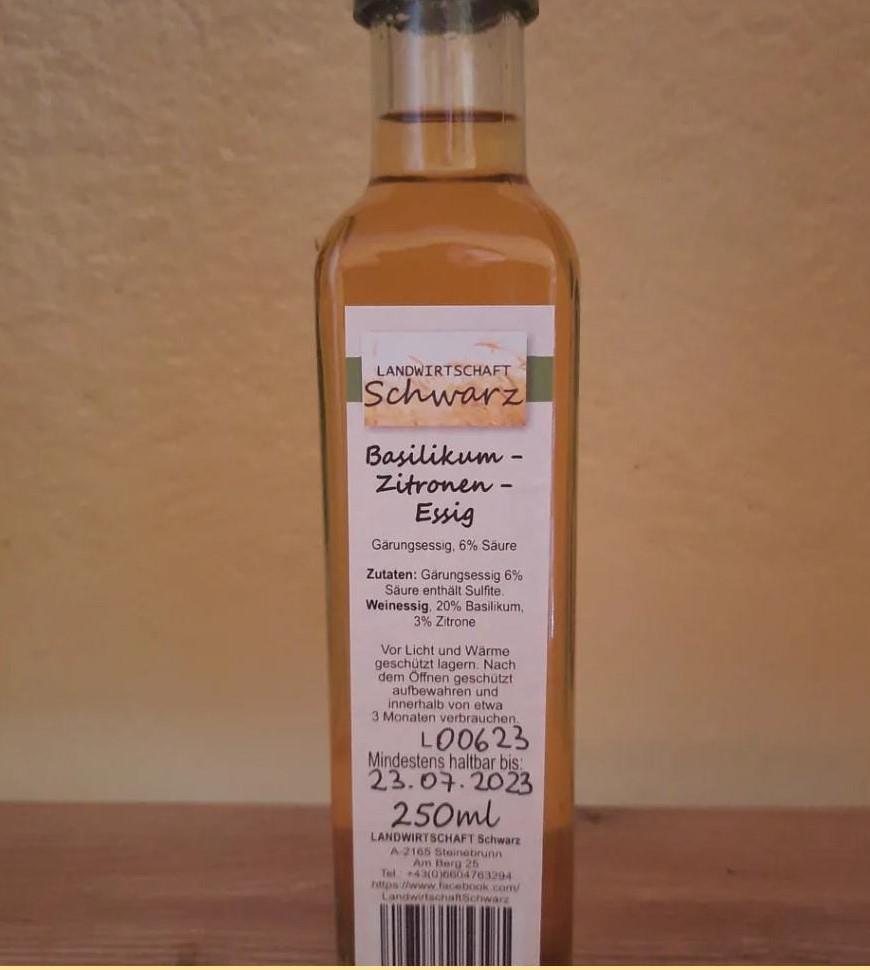 LANDWIRTSCHAFT
Schwarz
Basilikum -
Zitronen -
Essig
Gärungsessig, 6% Säure
Zutaten: Gärungsessig 6%
Säure enthält Sulfite.
Weinessig, 20% Basilikum,
3% Zitrone
Vor Licht und Wärme
geschützt lagern. Nach
dem Öffnen geschützt
aufbewahren und
innerhalb von etwa
3 Monaten verbrauchen.
L00623
Mindestens haltbar bis:
23.07.2023
250ml
LANDWIRTSCHAFT Schwarz
A-2165 Steinebrunn
Am Berg 25
Tel.: +43(0)6604763294
https://www.facebook.com/
LandwirtschaftSchwarz